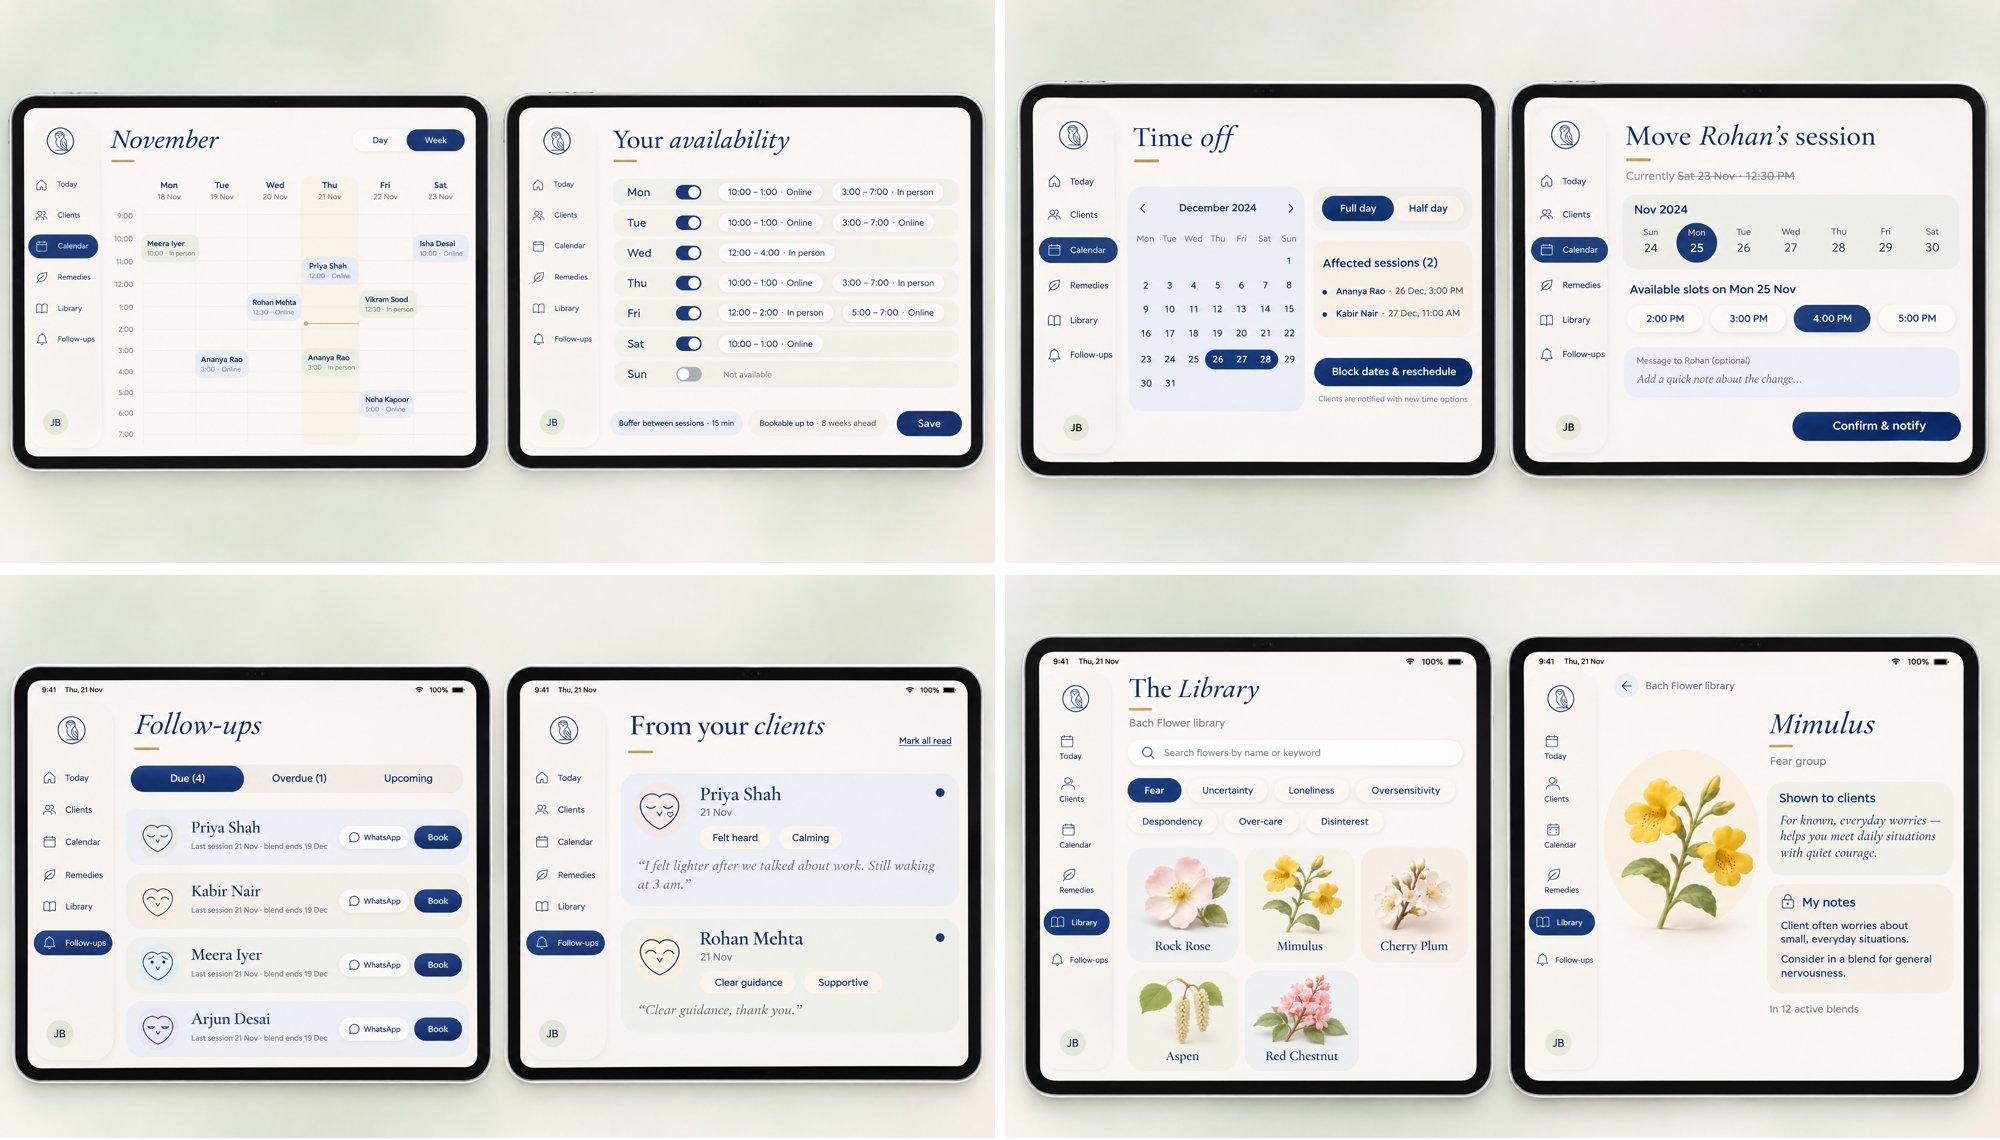 November
Day
Week
Today
Clients
Calendar
Remedies
Library
Follow-ups
JB
Mon
18 Nov
Tue
19 Nov
Wed
20 Nov
Thu
21 Nov
Fri
22 Nov
Sat
23 Nov
9:00
10:00
11:00
12:00
1:00
2:00
3:00
4:00
5:00
6:00
7:00
Meera Iyer
10:00 · In person
Isha Desai
10:00 · Online
Priya Shah
12:00 · Online
Rohan Mehta
12:30 · Online
Vikram Sood
12:30 · In person
Ananya Rao
3:00 · Online
Ananya Rao
3:00 · In person
Neha Kapoor
5:00 · Online
Your availability
Today
Clients
Calendar
Remedies
Library
Follow-ups
JB
Mon 10:00 – 1:00 · Online 3:00 – 7:00 · In person
Tue 10:00 – 1:00 · Online 3:00 – 7:00 · Online
Wed 12:00 – 4:00 · In person
Thu 10:00 – 1:00 · Online 3:00 – 7:00 · In person
Fri 12:00 – 2:00 · In person 5:00 – 7:00 · Online
Sat 10:00 – 1:00 · Online
Sun Not available
Buffer between sessions · 15 min
Bookable up to · 8 weeks ahead
Save
Time off
Today
Clients
Calendar
Remedies
Library
Follow-ups
JB
December 2024
Mon Tue Wed Thu Fri Sat Sun
1
2 3 4 5 6 7 8
9 10 11 12 13 14 15
16 17 18 19 20 21 22
23 24 25 26 27 28 29
30 31
Full day
Half day
Affected sessions (2)
• Ananya Rao · 26 Dec, 3:00 PM
• Kabir Nair · 27 Dec, 11:00 AM
Block dates & reschedule
Clients are notified with new time options
Move Rohan's session
Currently Sat 23 Nov · 12:30 PM
Today
Clients
Calendar
Remedies
Library
Follow-ups
JB
Nov 2024
Sun Mon Tue Wed Thu Fri Sat
24 25 26 27 28 29 30
Available slots on Mon 25 Nov
2:00 PM 3:00 PM 4:00 PM 5:00 PM
Message to Rohan (optional)
Add a quick note about the change...
Confirm & notify
9:41 Thu, 21 Nov
100%
Follow-ups
Today
Clients
Calendar
Remedies
Library
Follow-ups
JB
Due (4)
Overdue (1)
Upcoming
Priya Shah
Last session 21 Nov · blend ends 19 Dec
WhatsApp
Book
Kabir Nair
Last session 21 Nov · blend ends 19 Dec
WhatsApp
Book
Meera Iyer
Last session 21 Nov · blend ends 19 Dec
WhatsApp
Book
Arjun Desai
Last session 21 Nov · blend ends 19 Dec
WhatsApp
Book
9:41 Thu, 21 Nov
100%
From your clients
Mark all read
Today
Clients
Calendar
Remedies
Library
Follow-ups
JB
Priya Shah
21 Nov
Felt heard
Calming
“I felt lighter after we talked about work. Still waking
at 3 am.”
Rohan Mehta
21 Nov
Clear guidance
Supportive
“Clear guidance, thank you.”
9:41 Thu, 21 Nov
100%
The Library
Bach Flower library
Today
Clients
Calendar
Remedies
Library
Follow-ups
JB
Search flowers by name or keyword
Fear
Uncertainty
Loneliness
Oversensitivity
Despondency
Over-care
Disinterest
Rock Rose
Mimulus
Cherry Plum
Aspen
Red Chestnut
9:41 Thu, 21 Nov
100%
Bach Flower library
Today
Clients
Calendar
Remedies
Library
Follow-ups
JB
Mimulus
Fear group
Shown to clients
For known, everyday worries —
helps you meet daily situations
with quiet courage.
My notes
Client often worries about
small, everyday situations.
Consider in a blend for general
nervousness.
In 12 active blends